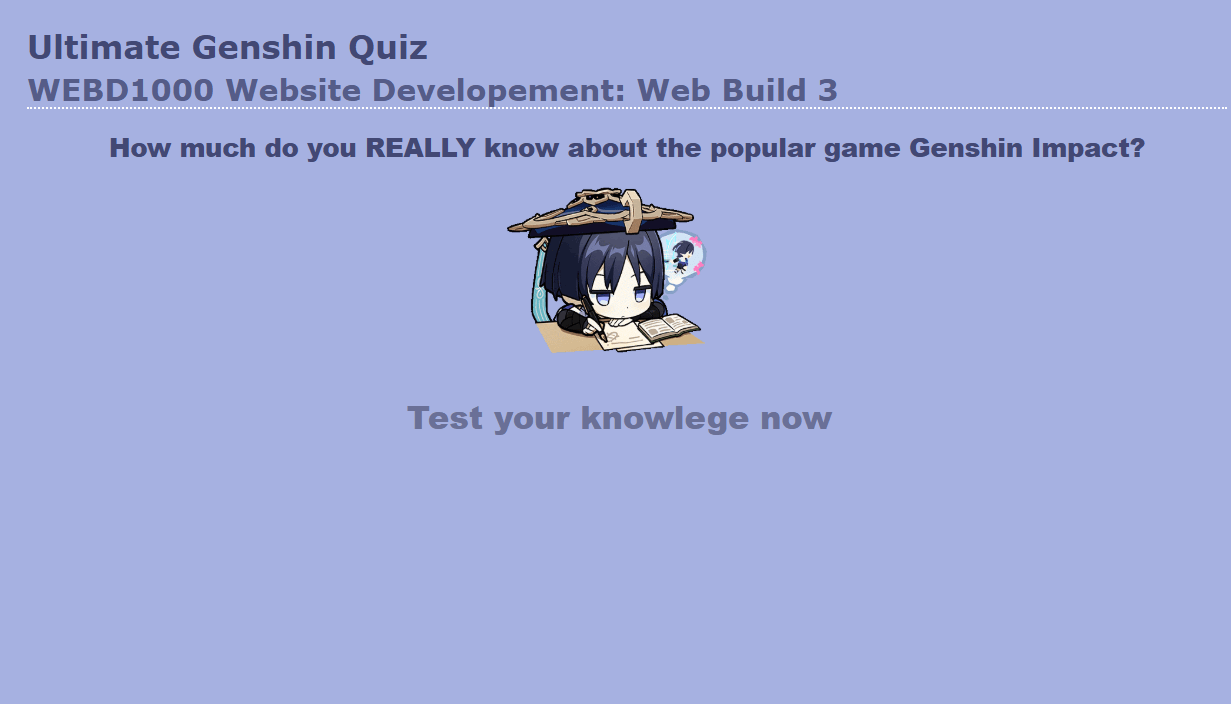 Ultimate Genshin Quiz
WEBD1000 Website Developement: Web Build 3
How much do you REALLY know about the popular game Genshin Impact?
Test your knowlege now